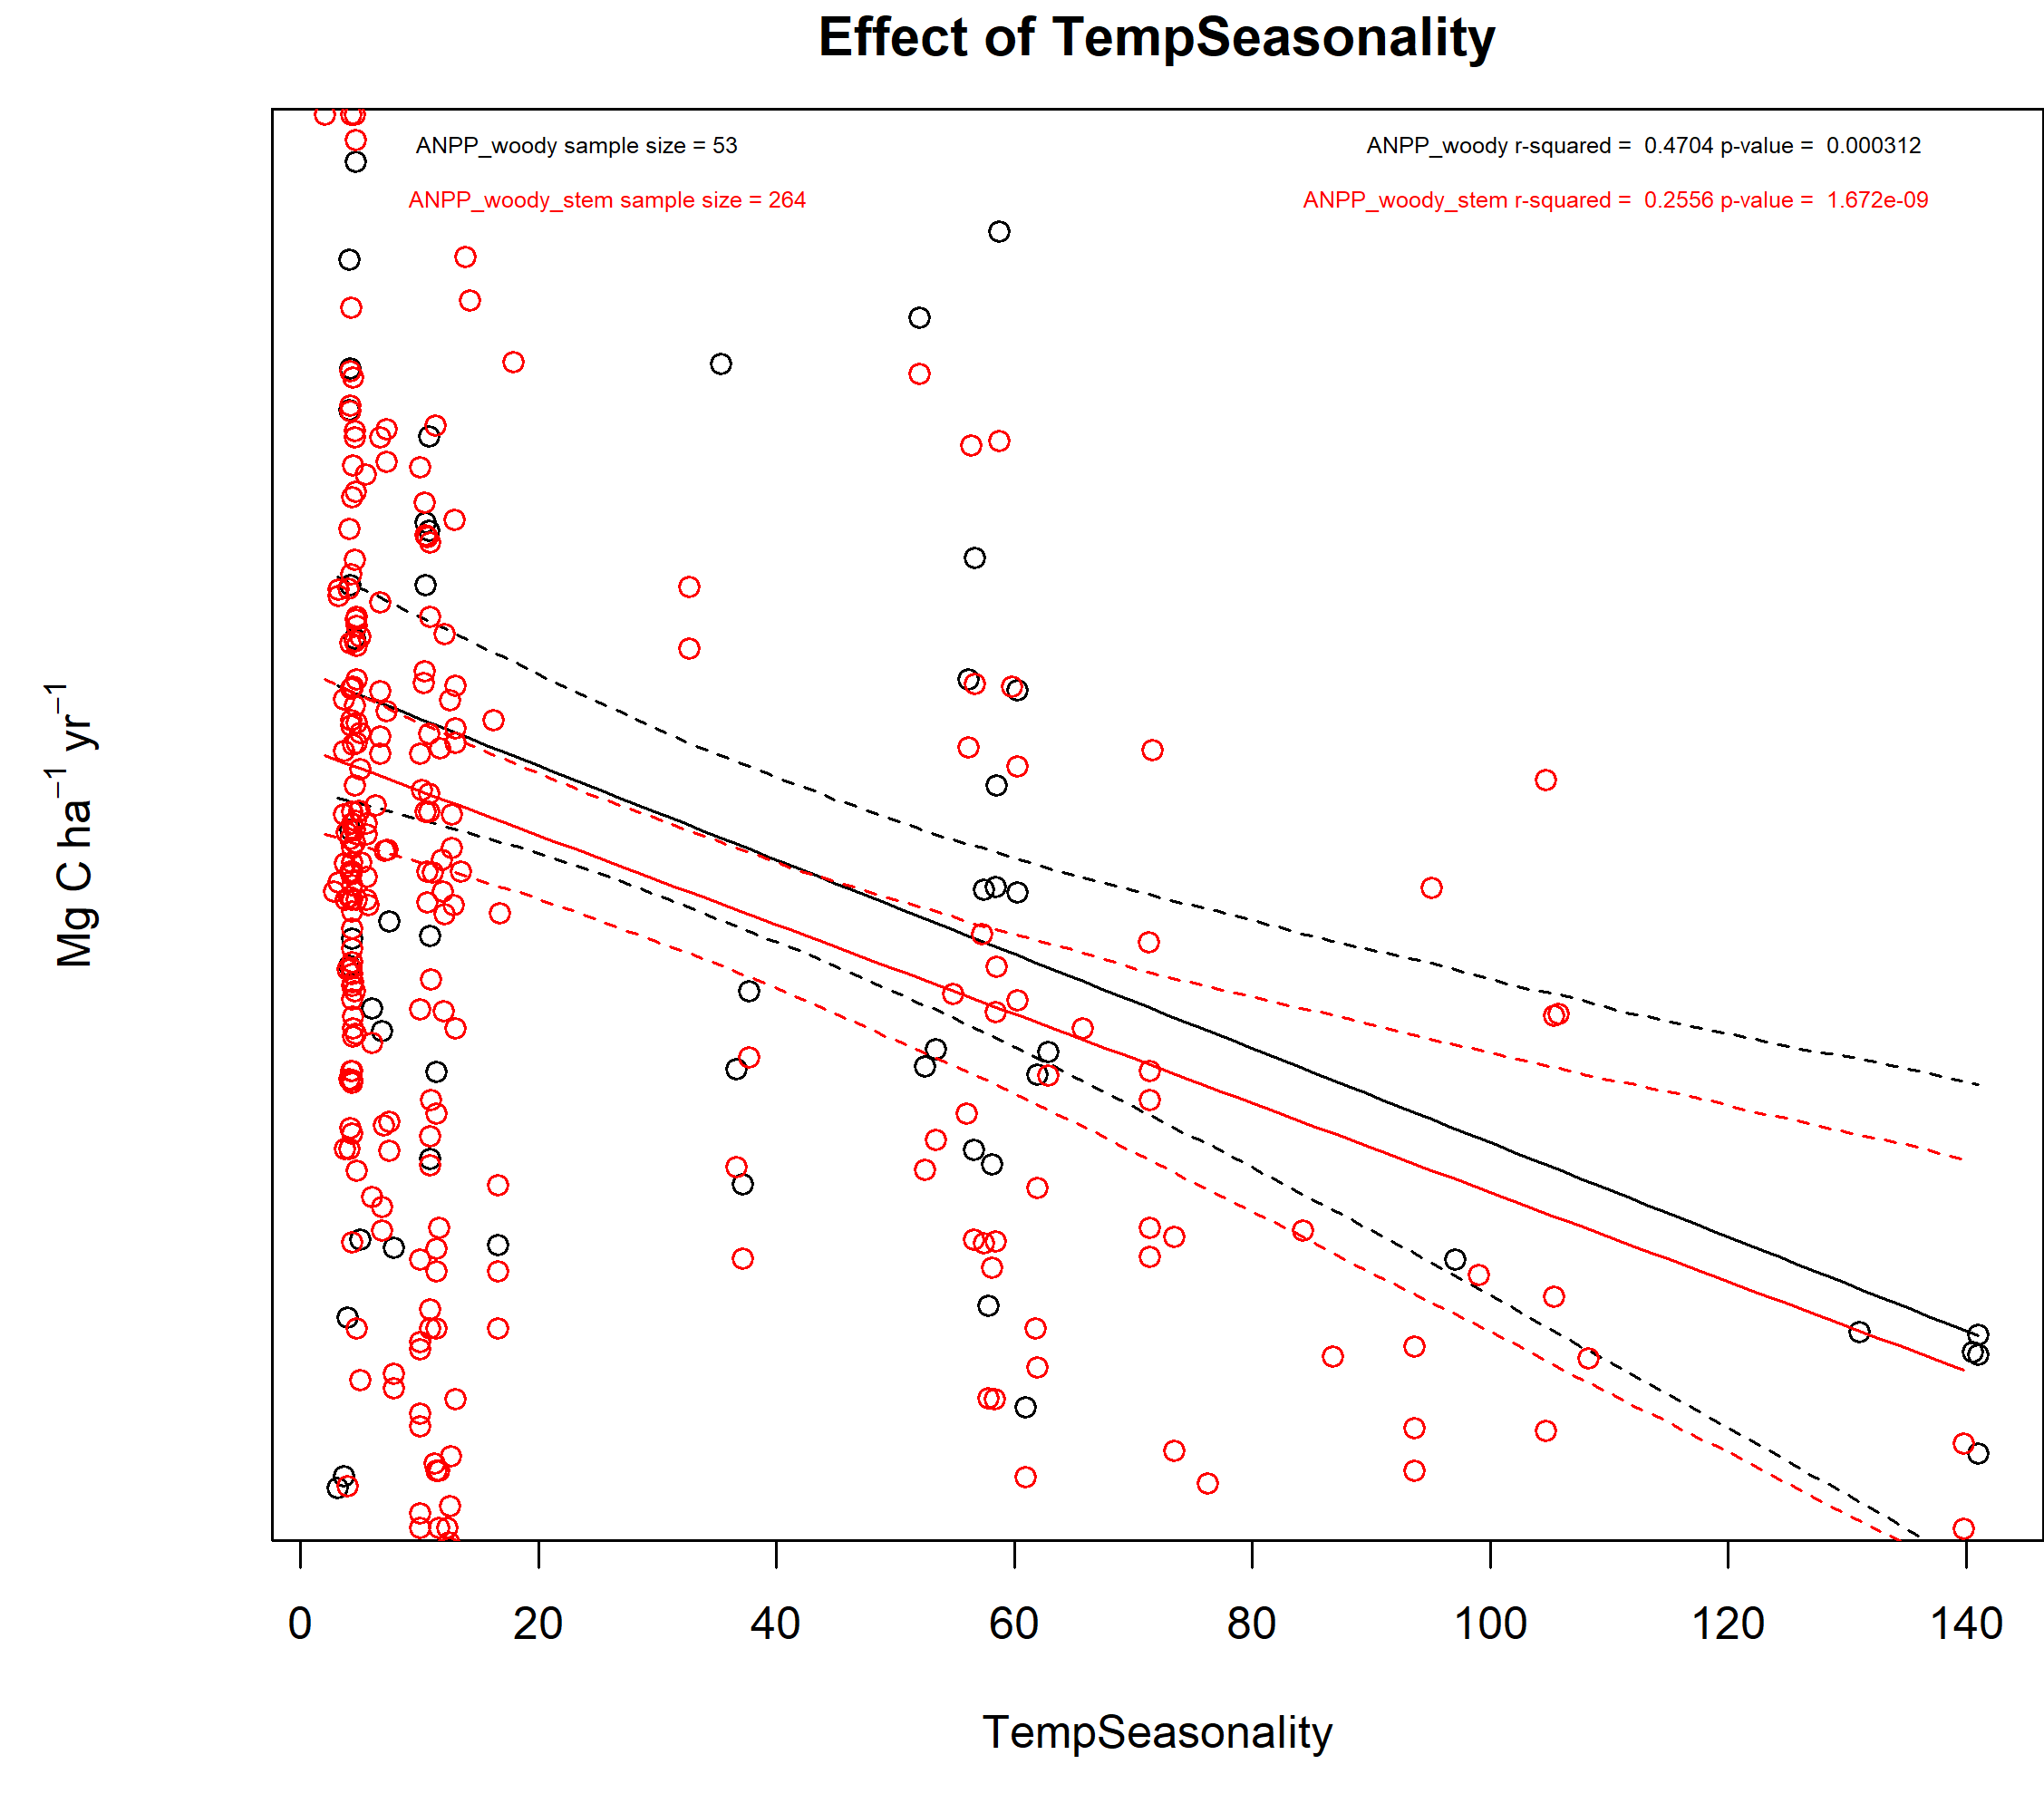 Effect of TempSeasonality
ANPP_woody sample size = 53
ANPP_woody r-squared =  0.4704 p-value =  0.000312
ANPP_woody_stem sample size = 264
ANPP_woody_stem r-squared =  0.2556 p-value =  1.672e-09
Mg C ha⁻¹ yr⁻¹
0 20 40 60 80 100 120 140
TempSeasonality